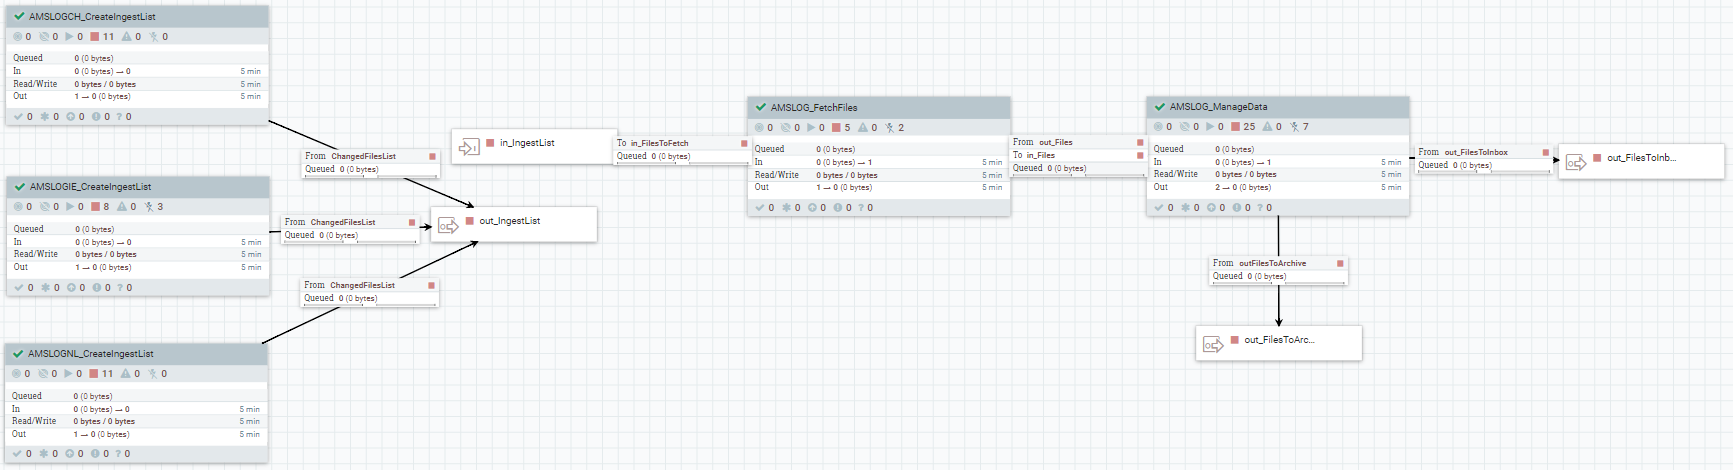 AMSLOGCH_CreateIngestList
0 0 0 11 0 0
Queued 0 (0 bytes)
In 0 (0 bytes) → 0 5 min
Read/Write 0 bytes / 0 bytes 5 min
Out 1 → 0 (0 bytes) 5 min
0 0 0 0 ? 0
From ChangedFilesList
Queued 0 (0 bytes)
AMSLOGIE_CreateIngestList
0 0 0 8 0 3
Queued 0 (0 bytes)
In 0 (0 bytes) → 0 5 min
Read/Write 0 bytes / 0 bytes 5 min
Out 1 → 0 (0 bytes) 5 min
0 0 0 0 ? 0
From ChangedFilesList
Queued 0 (0 bytes)
AMSLOGNL_CreateIngestList
0 0 0 11 0 0
Queued 0 (0 bytes)
In 0 (0 bytes) → 0 5 min
Read/Write 0 bytes / 0 bytes 5 min
Out 1 → 0 (0 bytes) 5 min
0 0 0 0 ? 0
From ChangedFilesList
Queued 0 (0 bytes)
out_IngestList
in_IngestList
To in_FilesToFetch
Queued 0 (0 bytes)
AMSLOG_FetchFiles
0 0 0 5 0 2
Queued 0 (0 bytes)
In 0 (0 bytes) → 1 5 min
Read/Write 0 bytes / 0 bytes 5 min
Out 1 → 0 (0 bytes) 5 min
0 0 0 0 ? 0
From out_Files
To in_Files
Queued 0 (0 bytes)
AMSLOG_ManageData
0 0 0 25 0 7
Queued 0 (0 bytes)
In 0 (0 bytes) → 1 5 min
Read/Write 0 bytes / 0 bytes 5 min
Out 2 → 0 (0 bytes) 5 min
0 0 0 0 ? 0
From out_FilesToInbox
Queued 0 (0 bytes)
out_FilesToInb...
From outFilesToArchive
Queued 0 (0 bytes)
out_FilesToArc...